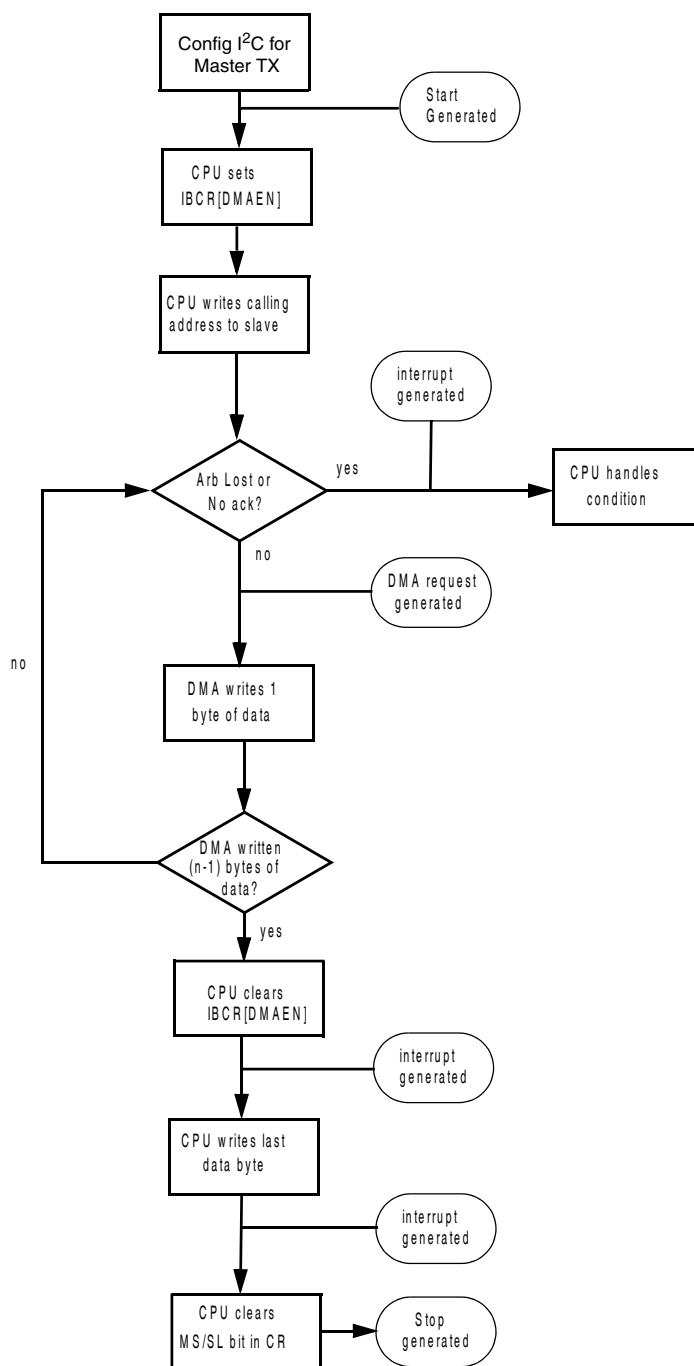 Config I²C for
Master TX
Start
Generated
CPU sets
IBCR[DMAEN]
CPU writes calling
address to slave
interrupt
generated
Arb Lost or
No ack?
yes
CPU handles
condition
no
DMA request
generated
no
DMA writes 1
byte of data
DMA written
(n-1) bytes of
data?
yes
CPU clears
IBCR[DMAEN]
interrupt
generated
CPU writes last
data byte
interrupt
generated
CPU clears
MS/SL bit in CR
Stop
generated